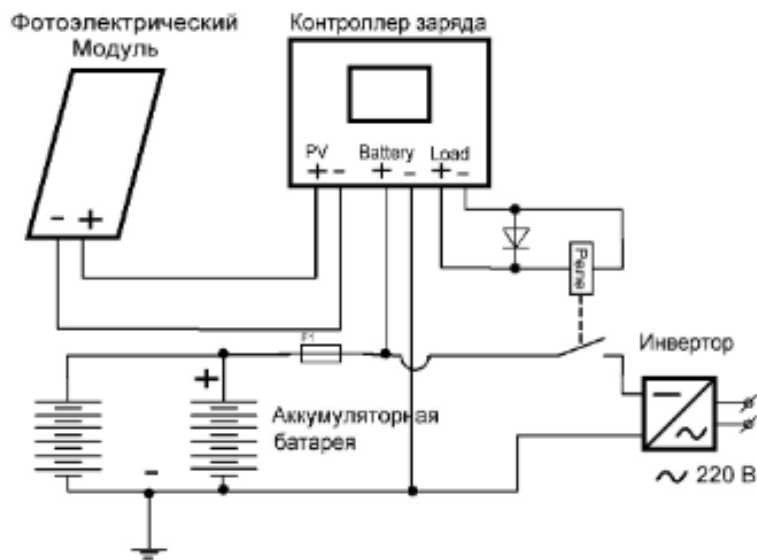 Фотоэлектрический
Модуль
Контроллер заряда
PV Battery Load
+ - + - + -
- +
Реле
F1
Инвертор
+
Аккумуляторная
батарея
-
~ 220 В